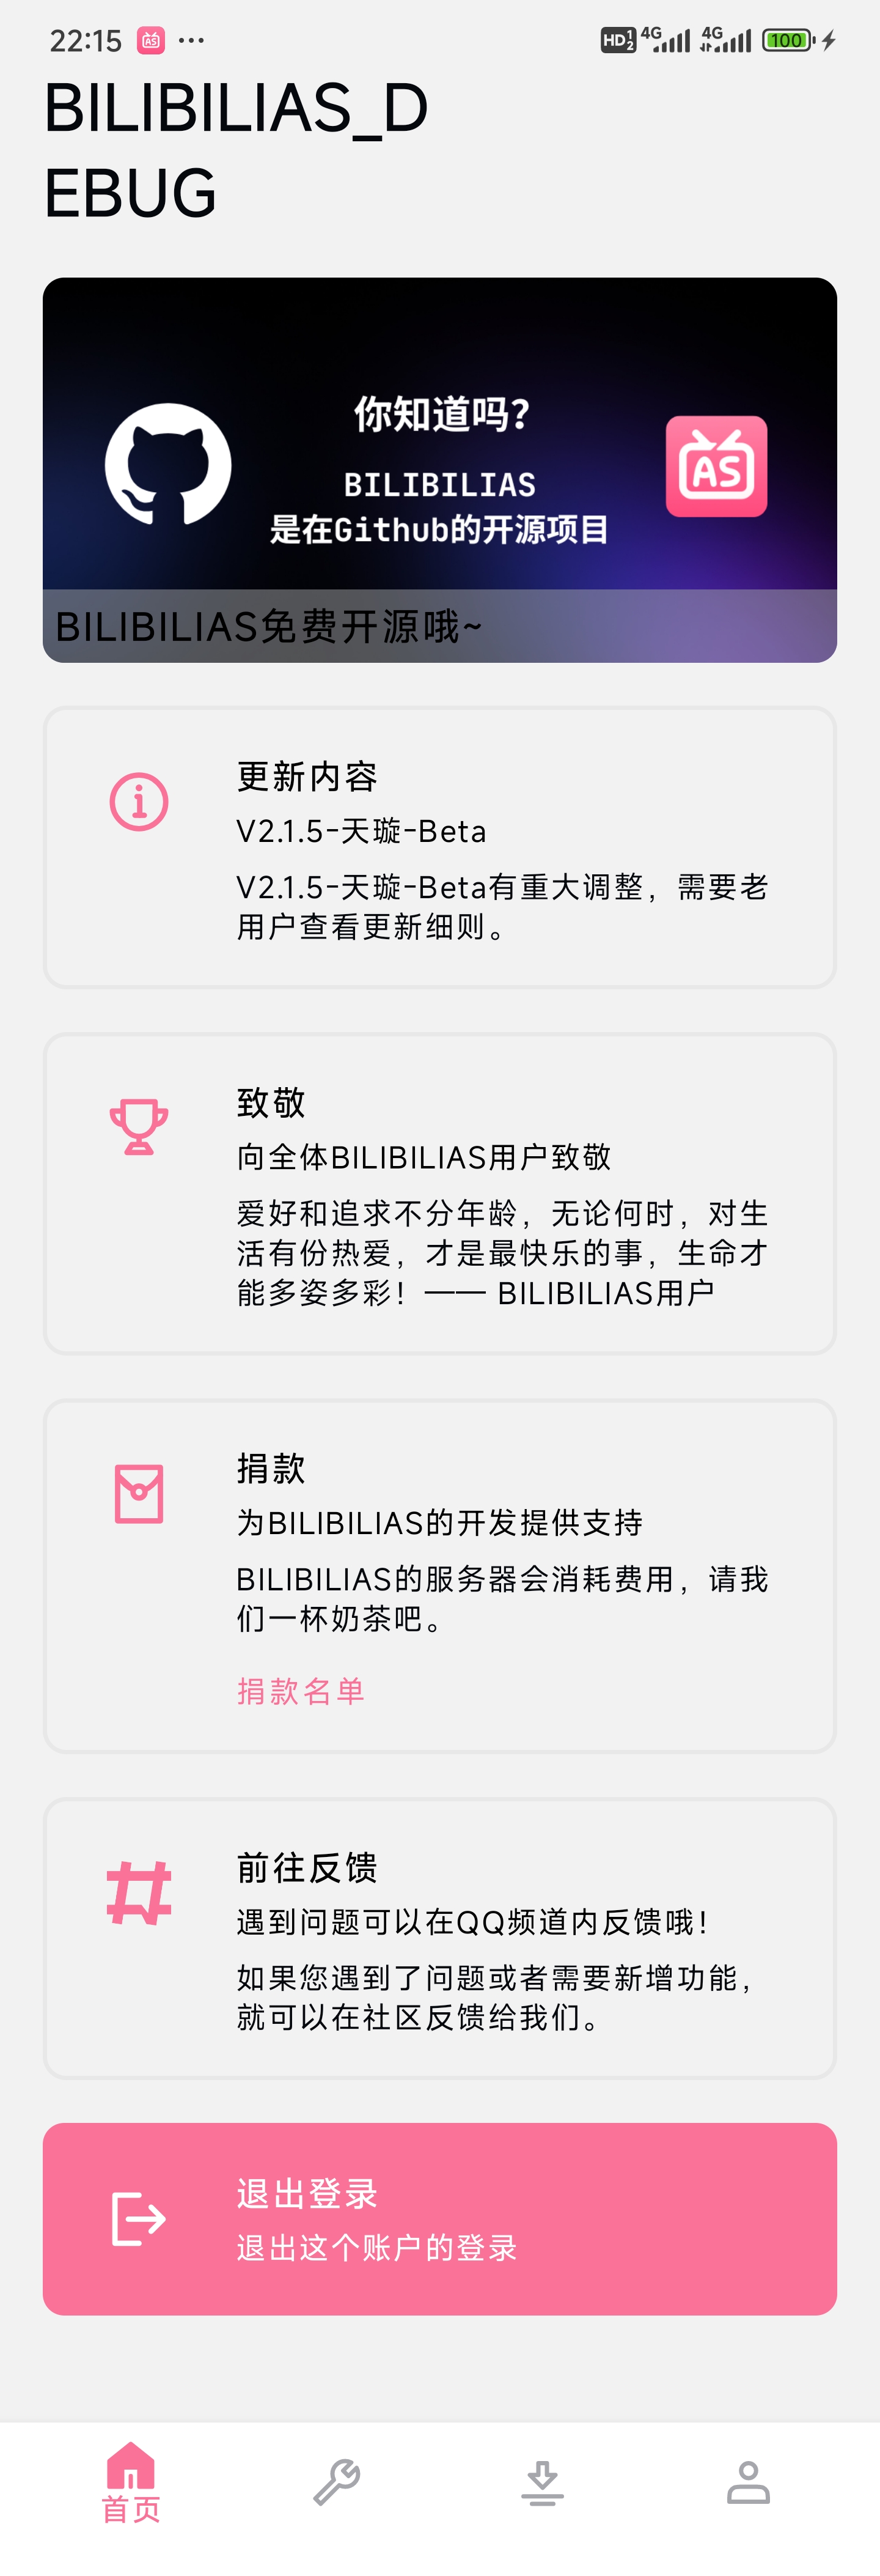 22:15
AS
HD 1 2
4G
4G
100
BILIBILIAS_D
EBUG
你知道吗?
BILIBILIAS
是在Github的开源项目
AS
BILIBILIAS免费开源哦~
更新内容
V2.1.5-天璇-Beta
V2.1.5-天璇-Beta有重大调整，需要老
用户查看更新细则。
致敬
向全体BILIBILIAS用户致敬
爱好和追求不分年龄，无论何时，对生
活有份热爱，才是最快乐的事，生命才
能多姿多彩！—— BILIBILIAS用户
捐款
为BILIBILIAS的开发提供支持
BILIBILIAS的服务器会消耗费用，请我
们一杯奶茶吧。
捐款名单
前往反馈
遇到问题可以在QQ频道内反馈哦！
如果您遇到了问题或者需要新增功能，
就可以在社区反馈给我们。
退出登录
退出这个账户的登录
首页